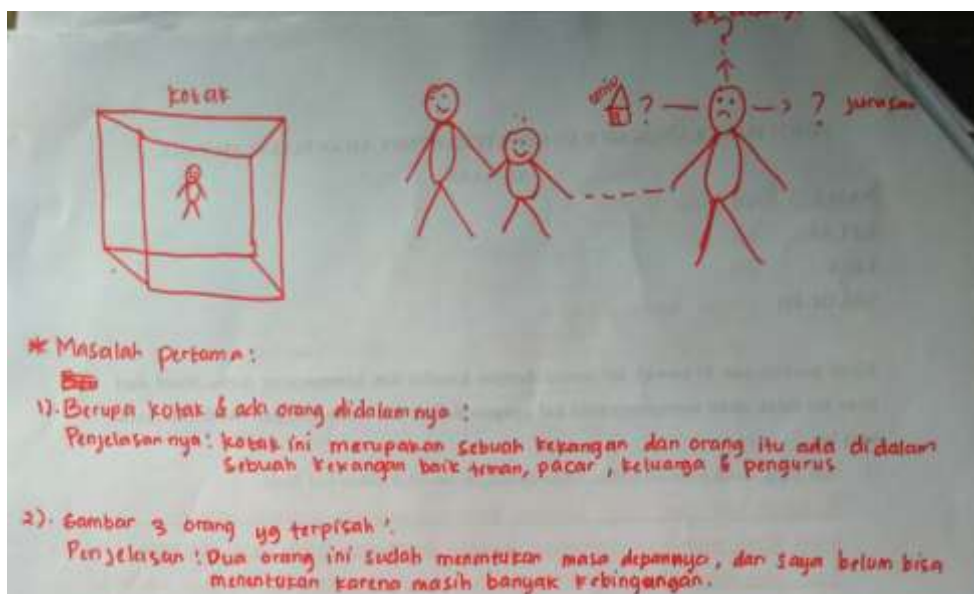 kotak
univ
?
?
? jurusan
* Masalah pertama:
1). Berupa kotak & ada orang didalamnya :
Penjelasannya: kotak ini merupakan sebuah kekangan dan orang itu ada didalam
sebuah kekangan baik teman, pacar, keluarga & pengurus
2). Gambar 3 orang yg terpisah :
Penjelasan : Dua orang ini sudah menentukan masa depannya, dan saya belum bisa
menentukan karena masih banyak kebingungan.